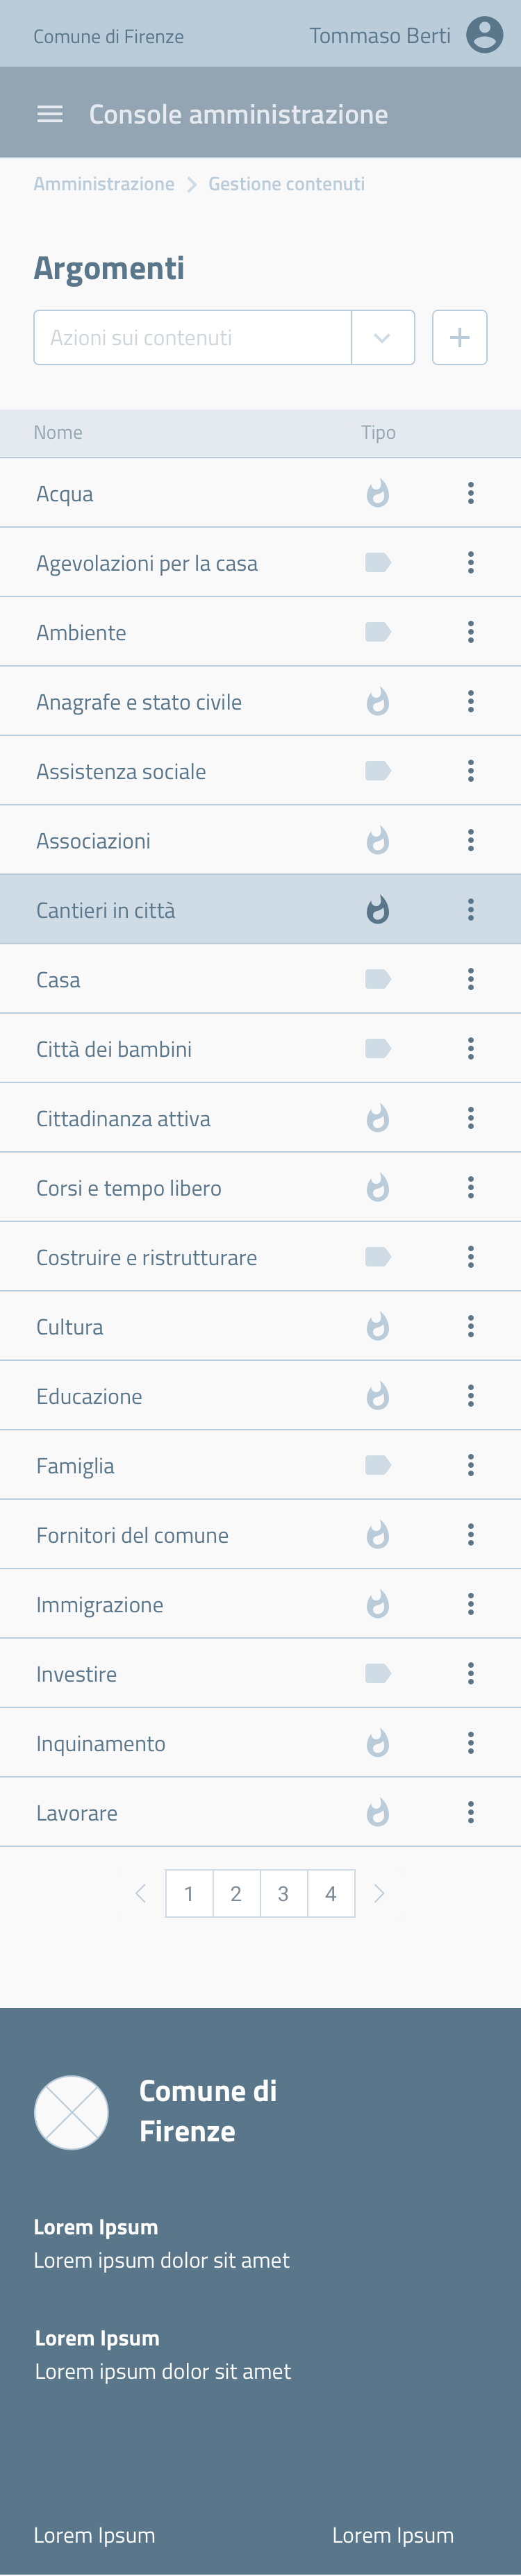 Comune di Firenze
Tommaso Berti
Console amministrazione
Amministrazione Gestione contenuti
Argomenti
Azioni sui contenuti
Nome Tipo
Acqua
Agevolazioni per la casa
Ambiente
Anagrafe e stato civile
Assistenza sociale
Associazioni
Cantieri in città
Casa
Città dei bambini
Cittadinanza attiva
Corsi e tempo libero
Costruire e ristrutturare
Cultura
Educazione
Famiglia
Fornitori del comune
Immigrazione
Investire
Inquinamento
Lavorare
1 2 3 4
Comune di
Firenze
Lorem Ipsum
Lorem ipsum dolor sit amet
Lorem Ipsum
Lorem ipsum dolor sit amet
Lorem Ipsum Lorem Ipsum